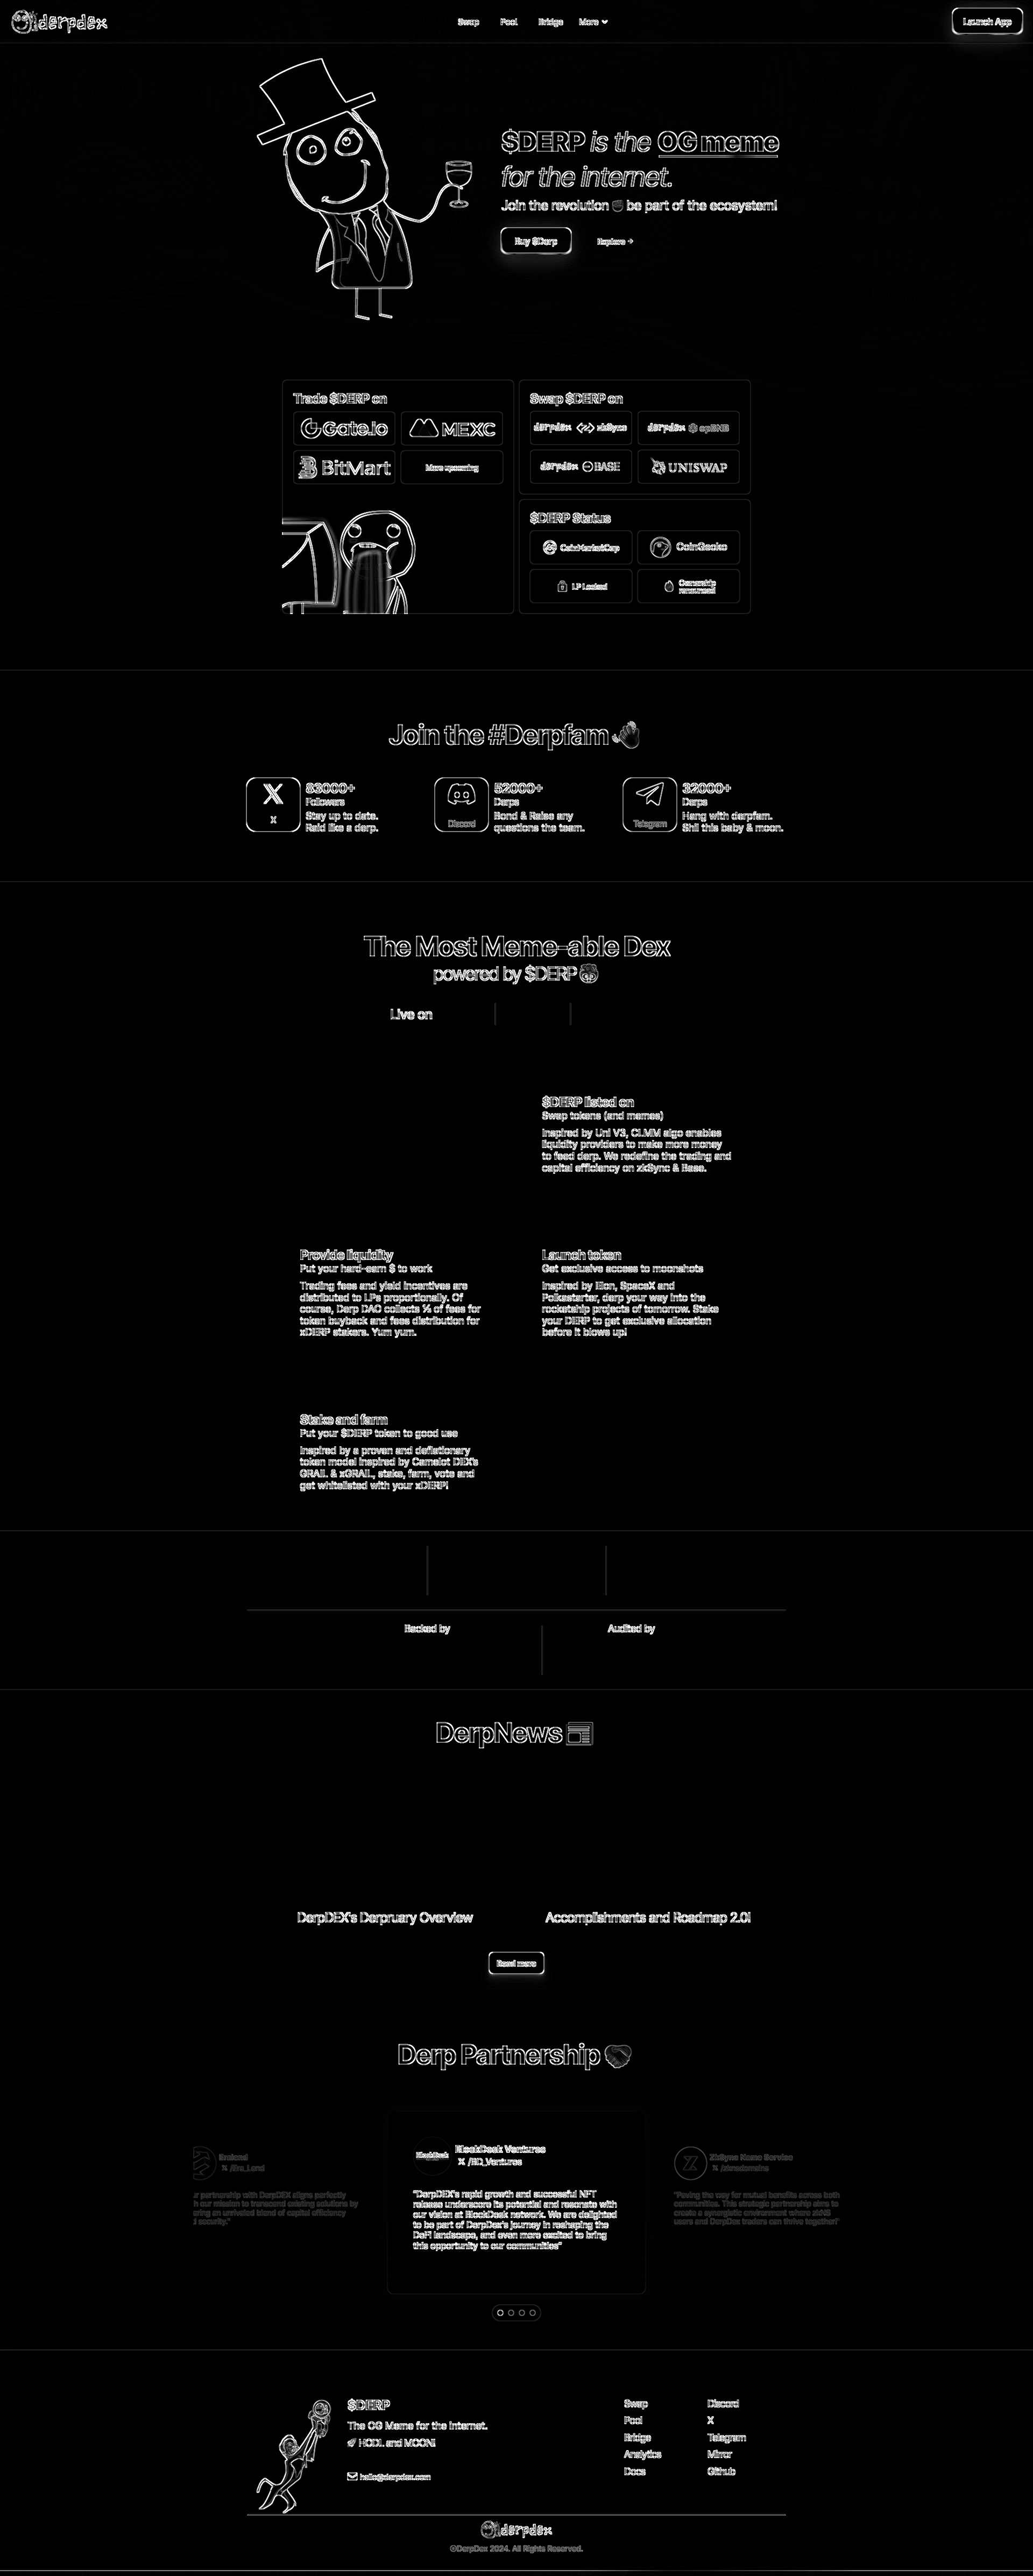 derpdex
Swap Pool Bridge More
Launch App
$DERP is the OG meme
for the internet.
Join the revolution be part of the ecosystem!
Buy $Derp
Explore →
Trade $DERP on
Gate.io
MEXC
BitMart
More upcoming
Swap $DERP on
derpdex zkSync
derpdex opBNB
derpdex BASE
UNISWAP
$DERP Status
CoinMarketCap
CoinGecko
LP Locked
Ownership
renounced
Join the #Derpfam
X
83000+
Followers
Stay up to date.
Raid like a derp.
Discord
52000+
Derps
Bond & Raise any
questions the team.
Telegram
32000+
Derps
Hang with derpfam.
Shill this baby & moon.
The Most Meme-able Dex
powered by $DERP
Live on
$DERP listed on
Swap tokens (and memes)
Inspired by Uni V3, CLMM algo enables
liquidity providers to make more money
to feed derp. We redefine the trading and
capital efficiency on zkSync & Base.
Provide liquidity
Put your hard-earn $ to work
Trading fees and yield incentives are
distributed to LPs proportionally. Of
course, Derp DAO collects of fees for
token buyback and fees distribution for
xDERP stakers. Yum yum.
Launch token
Get exclusive access to moonshots
Inspired by Elon, SpaceX and
Polkastarter, derp your way into the
rocketship projects of tomorrow. Stake
your DERP to get exclusive allocation
before it blows up!
Stake and farm
Put your $DERP token to good use
Inspired by a proven and deflationary
token model inspired by Camelot DEX's
GRAIL & xGRAIL, stake, farm, vote and
get whitelisted with your xDERP!
Backed by
Audited by
DerpNews
DerpDEX's Derpruary Overview
Accomplishments and Roadmap 2.0!
Read more
Derp Partnership
Eralend
X /Era_Lend
r partnership with DerpDEX aligns perfectly
h our mission to transcend existing solutions by
ring an unrivaled blend of capital efficiency
security."
BlockDesk
BlockDesk Ventures
X /BD_Ventures
"DerpDEX's rapid growth and successful NFT
release underscore its potential and resonate with
our vision at BlockDesk network. We are delighted
to be part of DerpDex's journey in reshaping the
DeFi landscape, and even more excited to bring
this opportunity to our communities"
ZkSync Name Service
X /zknsdomains
"Paving the way for mutual benefits across both
communities. This strategic partnership aims to
create a synergistic environment where zkNS
users and DerpDex traders can thrive together!"
$DERP
The OG Meme for the Internet.
HODL and MOON!
hello@derpdex.com
Swap
Pool
Bridge
Analytics
Docs
Discord
X
Telegram
Mirror
Github
derpdex
©DerpDex 2024. All Rights Reserved.